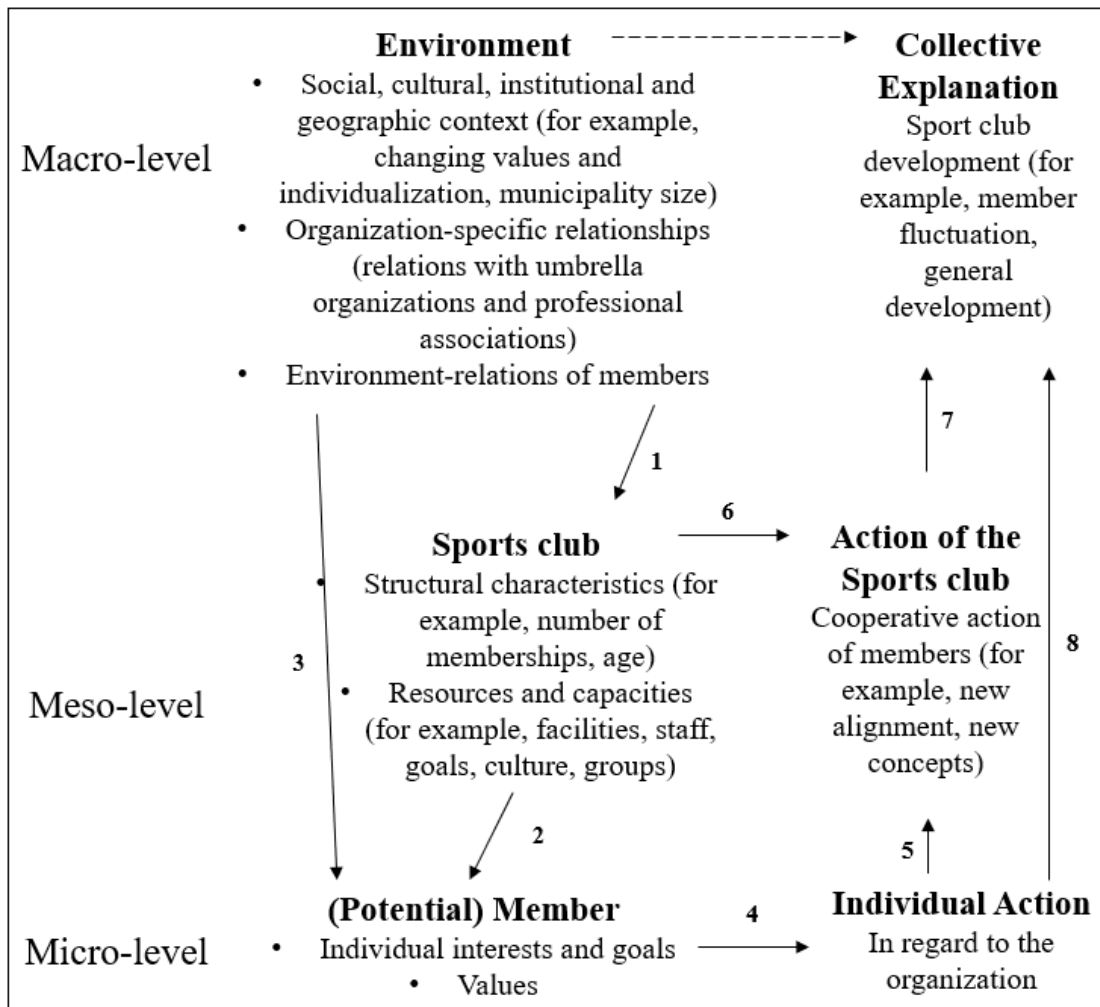 Macro-level
Environment
• Social, cultural, institutional and
geographic context (for example,
changing values and
individualization, municipality size)
• Organization-specific relationships
(relations with umbrella
organizations and professional
associations)
• Environment-relations of members
Collective
Explanation
Sport club
development (for
example, member
fluctuation,
general
development)
1
7
Meso-level
3
Sports club
• Structural characteristics (for
example, number of
memberships, age)
• Resources and capacities
(for example, facilities, staff,
goals, culture, groups)
6
Action of the
Sports club
Cooperative action
of members (for
example, new
alignment, new
concepts)
8
2
5
Micro-level
(Potential) Member
• Individual interests and goals
• Values
4
Individual Action
In regard to the
organization